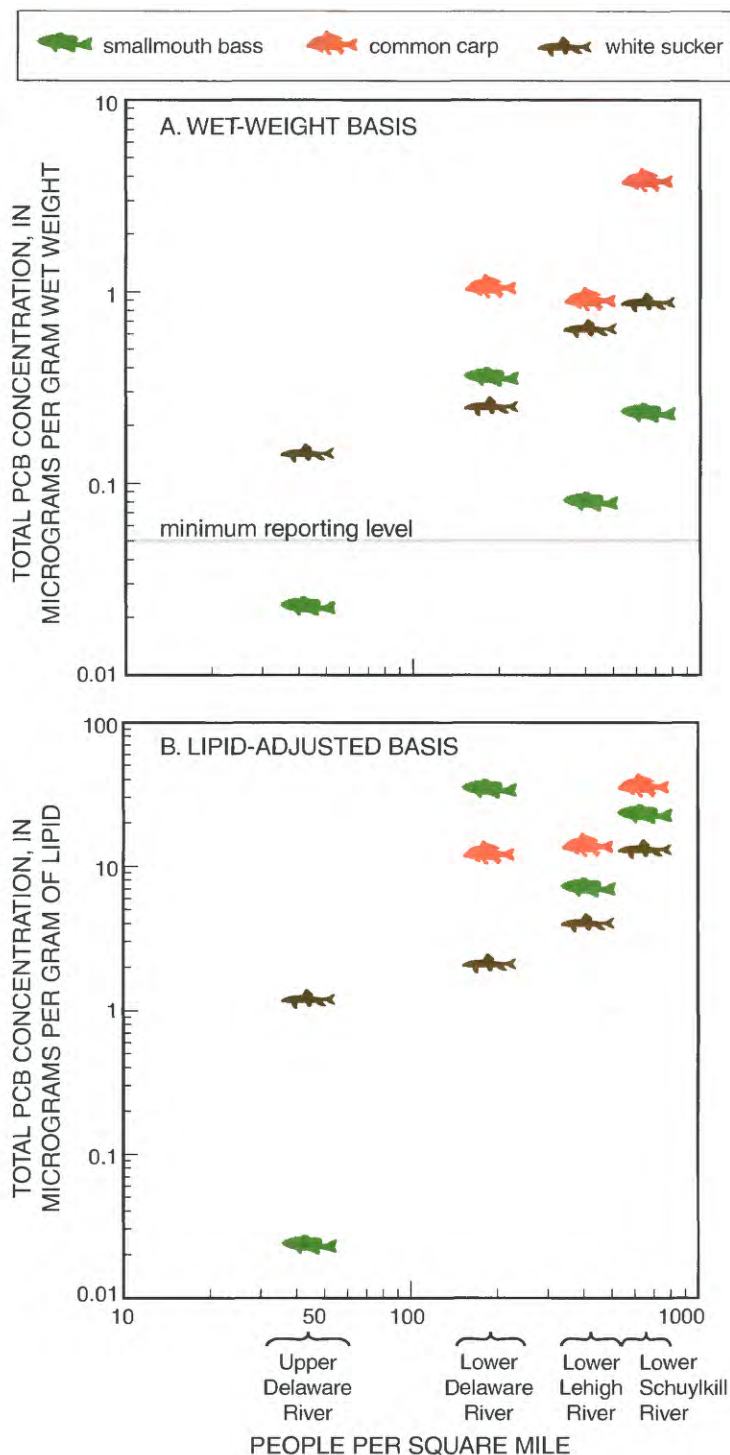 smallmouth bass
common carp
white sucker
A. WET-WEIGHT BASIS
TOTAL PCB CONCENTRATION, IN
MICROGRAMS PER GRAM WET WEIGHT
10
1
0.1
0.01
minimum reporting level
B. LIPID-ADJUSTED BASIS
TOTAL PCB CONCENTRATION, IN
MICROGRAMS PER GRAM OF LIPID
100
10
1
0.1
0.01
10
50
100
1000
Upper
Delaware
River
Lower
Delaware
River
Lower
Lehigh
River
Lower
Schuylkill
River
PEOPLE PER SQUARE MILE